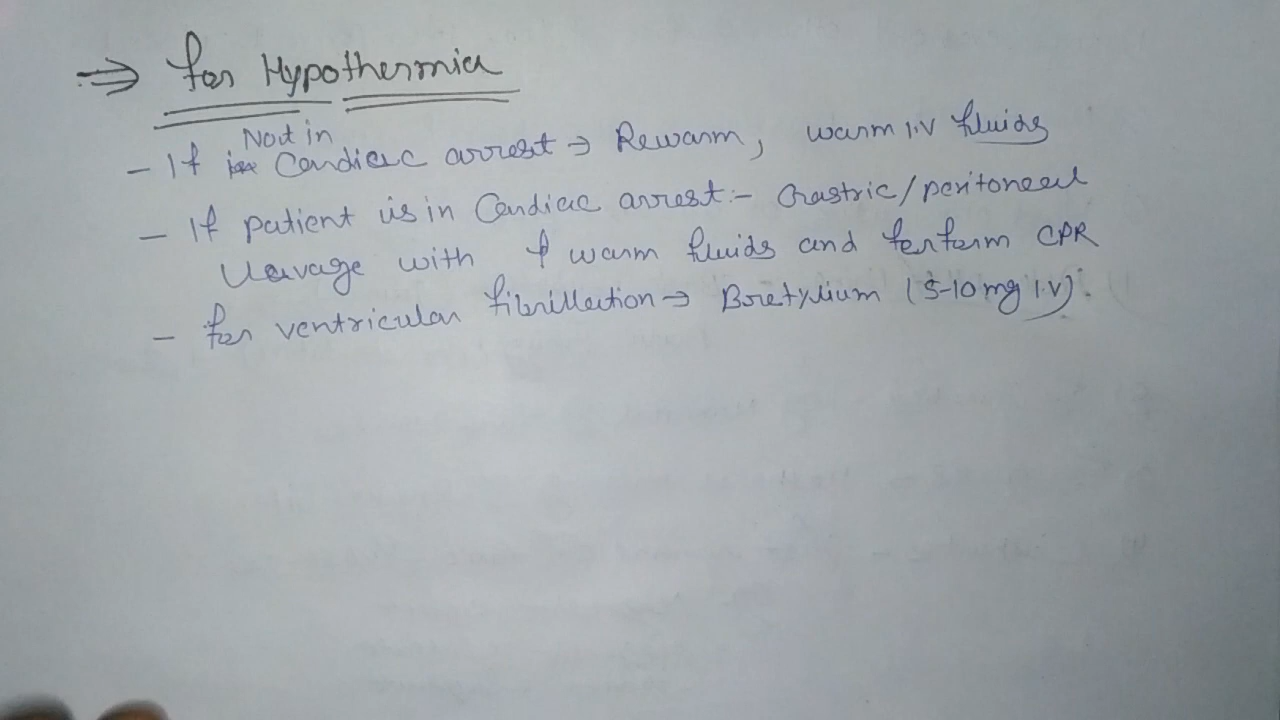 ⇒ for Hypothermia
Not in
- If Cardiac arrest → Rewarm, warm I.V fluids
- If patient is in Cardiac arrest:- Gastric/peritoneal
Lavage with warm fluids and perform CPR
- for ventricular fibrillation → Bretylium (5-10 mg I.V).